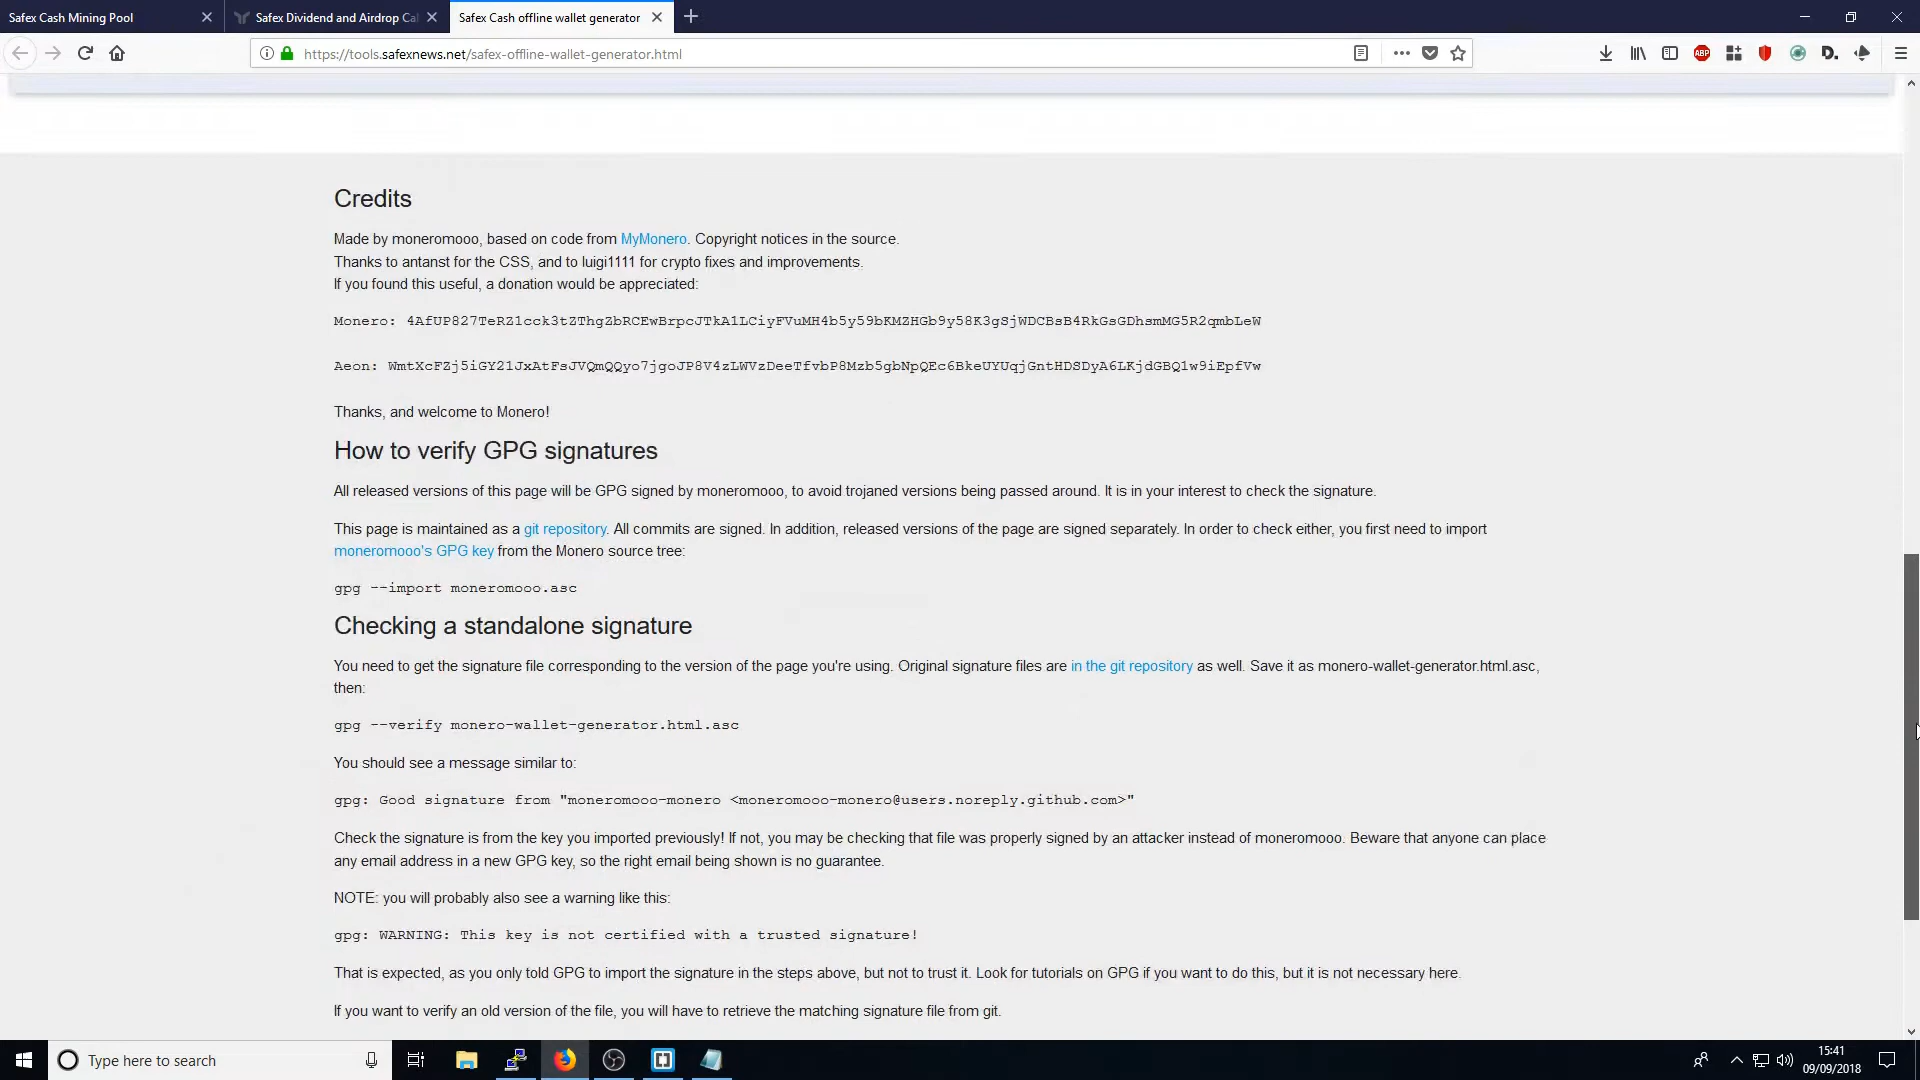 Safex Cash Mining Pool
Safex Dividend and Airdrop Ca
Safex Cash offline wallet generator
https://tools.safexnews.net/safex-offline-wallet-generator.html
ABP
D.
Credits
Made by moneromooo, based on code from MyMonero. Copyright notices in the source.
Thanks to antanst for the CSS, and to luigi1111 for crypto fixes and improvements.
If you found this useful, a donation would be appreciated:
Monero: 4AfUP827TeRZ1cck3tZThgZbRCEwBrpcJTkA1LCiyFVuMH4b5y59bKMZHGb9y58K3gSjWDCBsB4RkGsGDhsmMG5R2qmbLeW
Aeon: WmtXcFZj5iGY21JxAtFsJVQmQQyo7jgoJP8V4zLWVzDeeTfvbP8Mzb5gbNpQEc6BkeUYUqjGntHDSDyA6LKjdGBQ1w9iEpfVw
Thanks, and welcome to Monero!
How to verify GPG signatures
All released versions of this page will be GPG signed by moneromooo, to avoid trojaned versions being passed around. It is in your interest to check the signature.
This page is maintained as a git repository. All commits are signed. In addition, released versions of the page are signed separately. In order to check either, you first need to import
moneromooo's GPG key from the Monero source tree:
gpg --import moneromooo.asc
Checking a standalone signature
You need to get the signature file corresponding to the version of the page you're using. Original signature files are in the git repository as well. Save it as monero-wallet-generator.html.asc,
then:
gpg --verify monero-wallet-generator.html.asc
You should see a message similar to:
gpg: Good signature from "moneromooo-monero <moneromooo-monero@users.noreply.github.com>"
Check the signature is from the key you imported previously! If not, you may be checking that file was properly signed by an attacker instead of moneromooo. Beware that anyone can place
any email address in a new GPG key, so the right email being shown is no guarantee.
NOTE: you will probably also see a warning like this:
gpg: WARNING: This key is not certified with a trusted signature!
That is expected, as you only told GPG to import the signature in the steps above, but not to trust it. Look for tutorials on GPG if you want to do this, but it is not necessary here.
If you want to verify an old version of the file, you will have to retrieve the matching signature file from git.
Type here to search
15:41
09/09/2018